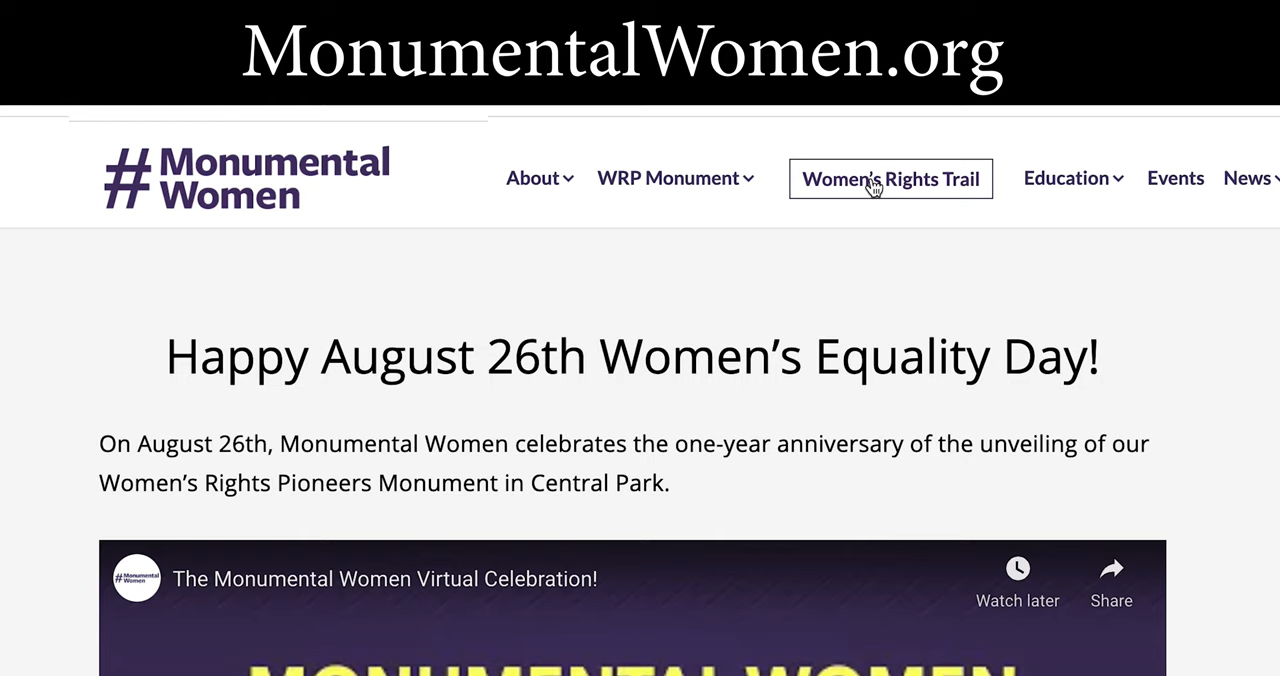 MonumentalWomen.org
#Monumental
Women
About
WRP Monument
Women's Rights Trail
Education
Events
News
Happy August 26th Women’s Equality Day!
On August 26th, Monumental Women celebrates the one-year anniversary of the unveiling of our
Women’s Rights Pioneers Monument in Central Park.
#Monumental
Women
The Monumental Women Virtual Celebration!
Watch later
Share
MONUMENTAL WOMEN